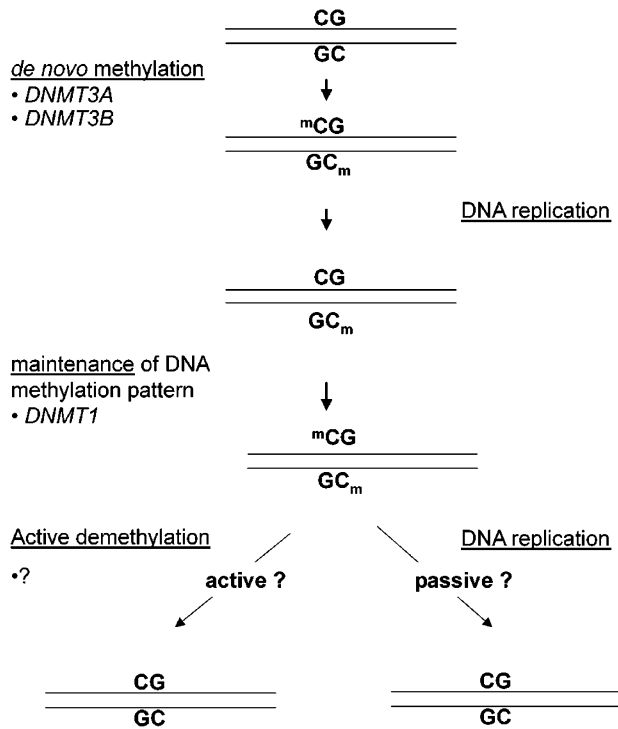 CG
GC
de novo methylation
• DNMT3A
• DNMT3B
ᵐCG
GCₘ
DNA replication
CG
GCₘ
maintenance of DNA
methylation pattern
• DNMT1
ᵐCG
GCₘ
Active demethylation
DNA replication
•?
active ?
passive ?
CG
GC
CG
GC